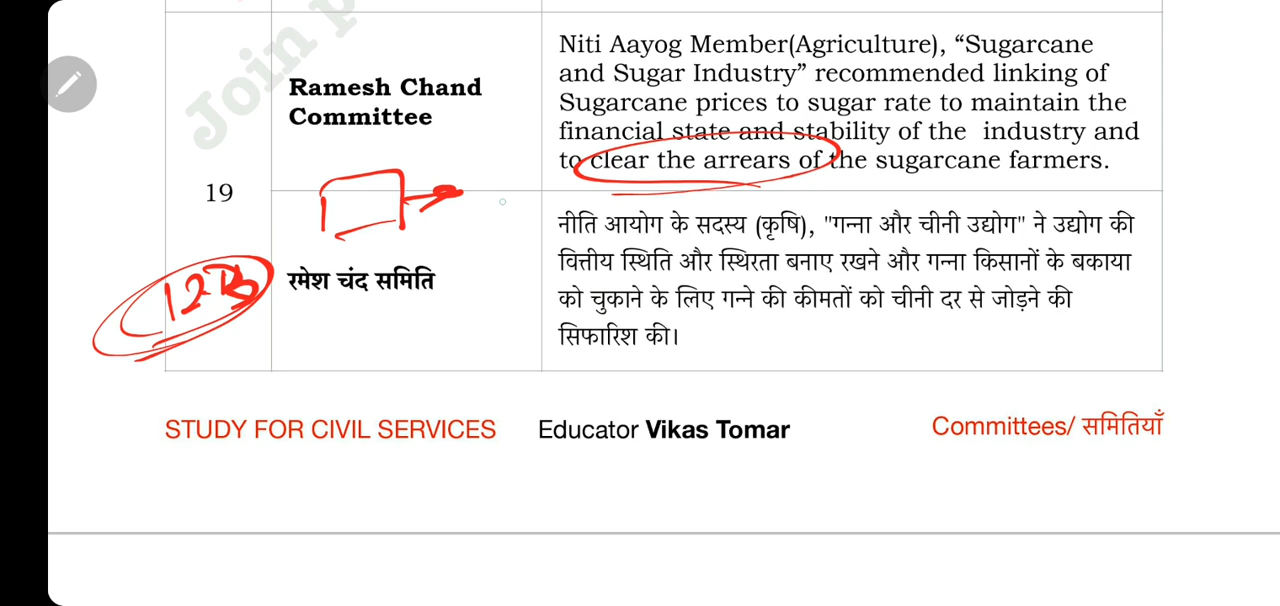 Join p
Niti Aayog Member(Agriculture), “Sugarcane
and Sugar Industry” recommended linking of
Sugarcane prices to sugar rate to maintain the
financial state and stability of the industry and
to clear the arrears of the sugarcane farmers.
Ramesh Chand
Committee
19
नीति आयोग के सदस्य (कृषि), "गन्ना और चीनी उद्योग" ने उद्योग की
वित्तीय स्थिति और स्थिरता बनाए रखने और गन्ना किसानों के बकाया
को चुकाने के लिए गन्ने की कीमतों को चीनी दर से जोड़ने की
सिफारिश की।
रमेश चंद समिति
STUDY FOR CIVIL SERVICES Educator Vikas Tomar Committees/ समितियाँ